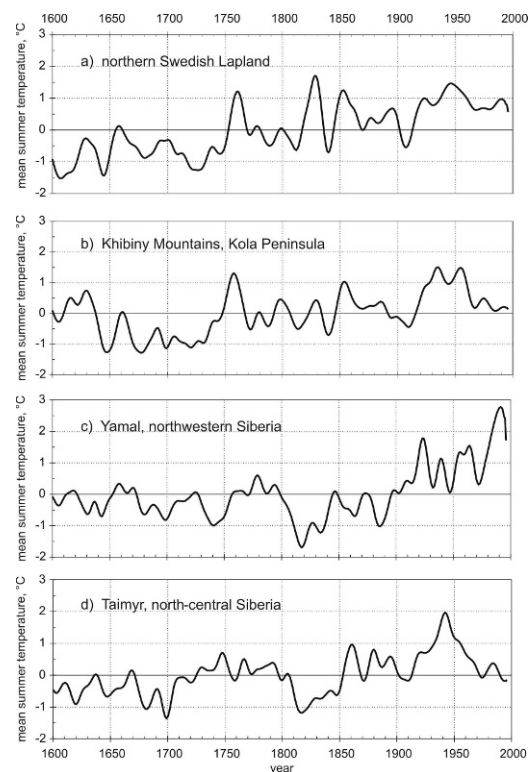 1600 1650 1700 1750 1800 1850 1900 1950 2000
3
2
1
0
-1
-2
mean summer temperature, °C
a) northern Swedish Lapland
3
2
1
0
-1
-2
mean summer temperature, °C
b) Khibiny Mountains, Kola Peninsula
3
2
1
0
-1
-2
mean summer temperature, °C
c) Yamal, northwestern Siberia
3
2
1
0
-1
-2
mean summer temperature, °C
d) Taimyr, north-central Siberia
1600 1650 1700 1750 1800 1850 1900 1950 2000
year